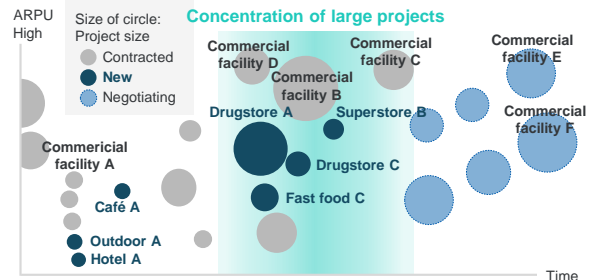 ARPU
High
Size of circle:
Project size
Contracted
New
Negotiating
Concentration of large projects
Commercial
facility D
Commercial
facility B
Commercial
facility C
Commercial
facility E
Drugstore A
Superstore B
Commercial
facility F
Commericial
facility A
Drugstore C
Café A
Fast food C
Outdoor A
Hotel A
Time